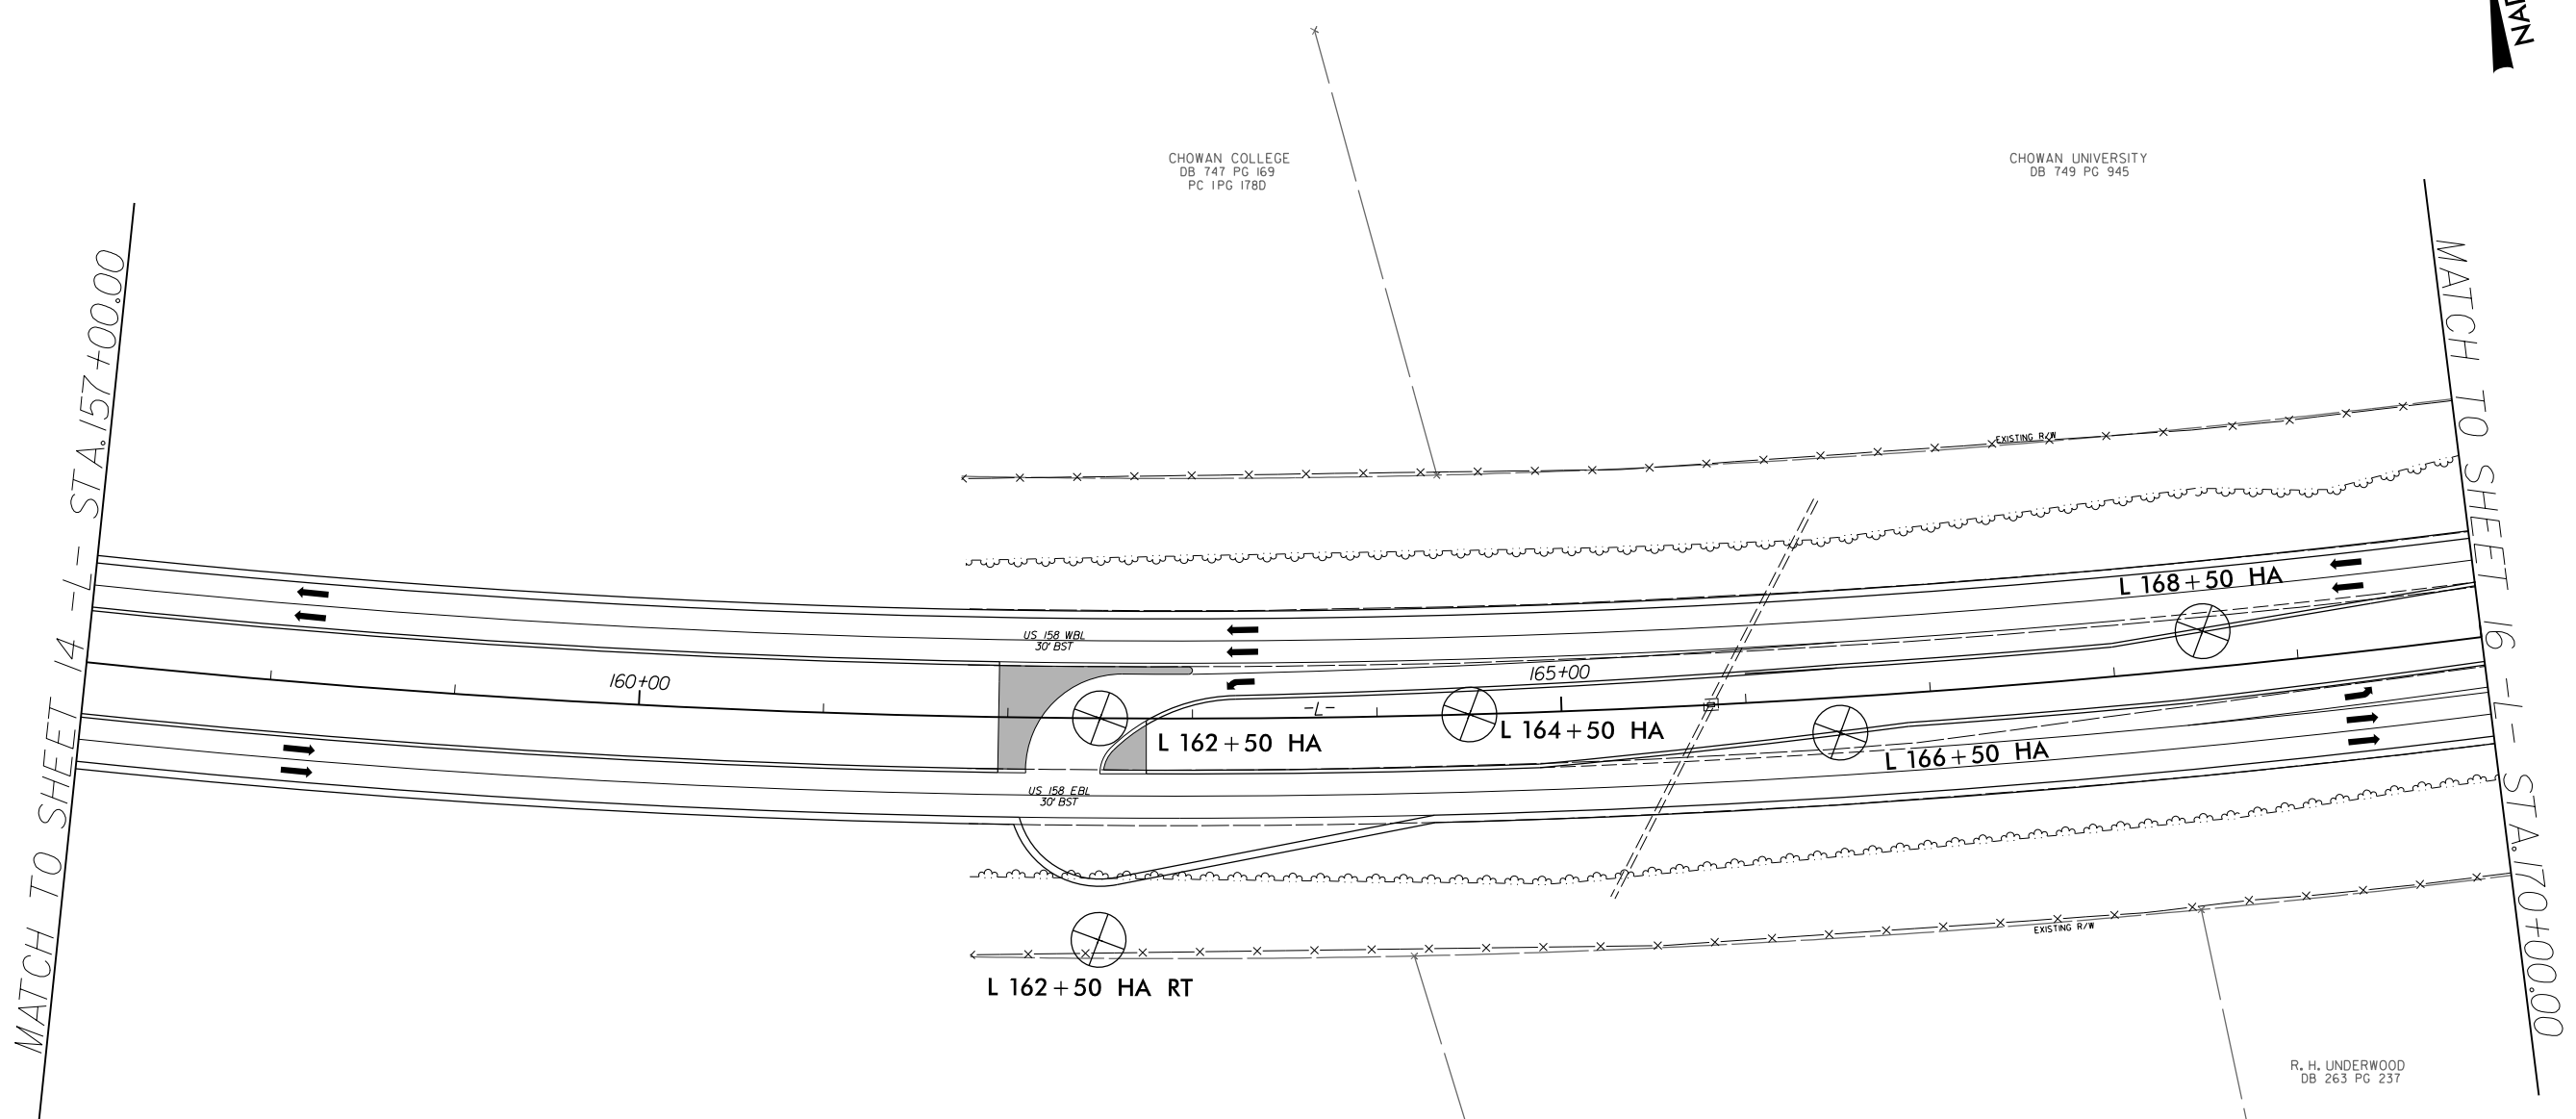 NAD
CHOWAN COLLEGE
DB 747 PG 169
PC 1 PG 178D
CHOWAN UNIVERSITY
DB 749 PG 945
MATCH TO SHEET 14 -L- STA. 157+00.00
MATCH TO SHEET 16 -L- STA. 170+00.00
EXISTING R/W
L 168+50 HA
US 158 WBL
30' BST
160+00
165+00
-L-
L 162+50 HA
L 164+50 HA
L 166+50 HA
US 158 EBL
30' BST
EXISTING R/W
L 162+50 HA RT
R. H. UNDERWOOD
DB 263 PG 237